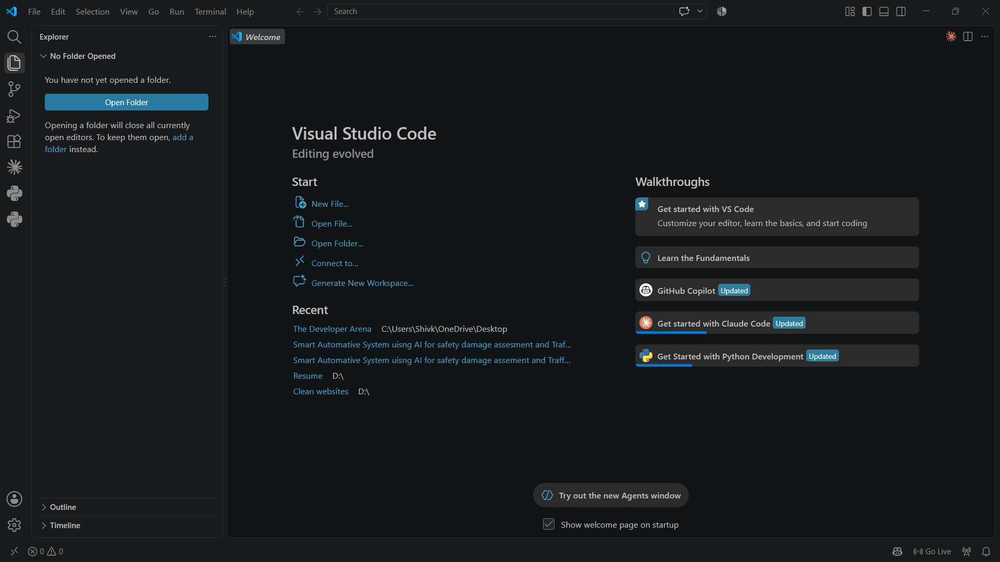 File Edit Selection View Go Run Terminal Help
Search
Explorer
Welcome
No Folder Opened
You have not yet opened a folder.
Open Folder
Opening a folder will close all currently
open editors. To keep them open, add a
folder instead.
Visual Studio Code
Editing evolved
Start
New File...
Open File...
Open Folder...
Connect to...
Generate New Workspace...
Recent
The Developer Arena C:\Users\Shivk\OneDrive\Desktop
Smart Automative System uisng AI for safety damage assesment and Traf...
Smart Automative System uisng AI for safety damage assement and Traff...
Resume D:\
Clean websites D:\
Walkthroughs
Get started with VS Code
Customize your editor, learn the basics, and start coding
Learn the Fundamentals
GitHub Copilot Updated
Get started with Claude Code Updated
Get Started with Python Development Updated
Try out the new Agents window
Show welcome page on startup
Outline
Timeline
0 0
Go Live